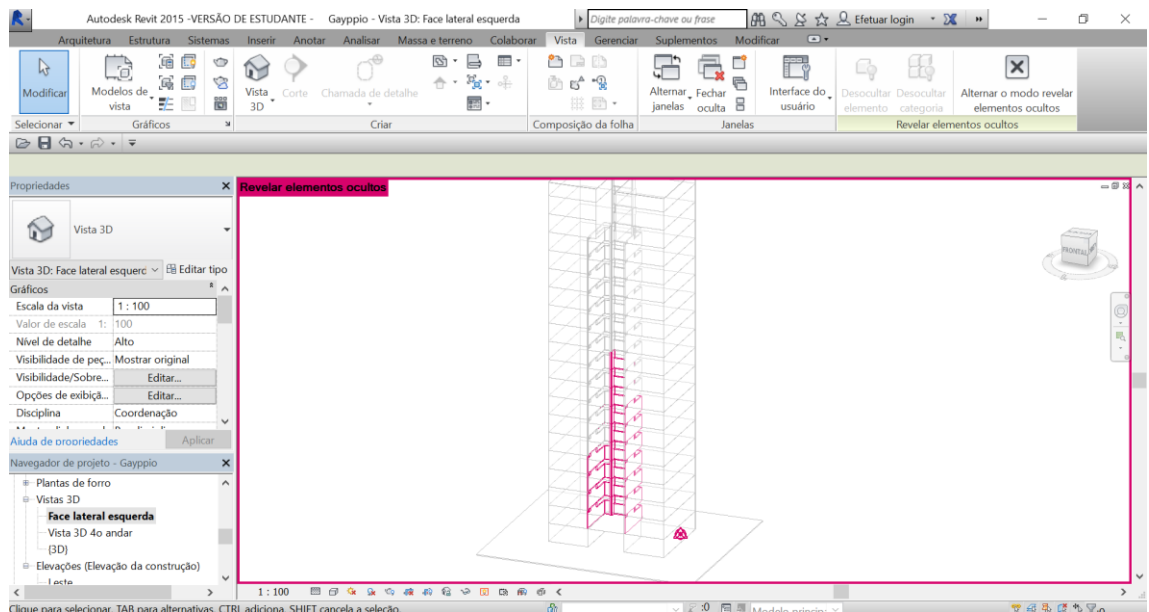 Autodesk Revit 2015 -VERSÃO DE ESTUDANTE - Gayppio - Vista 3D: Face lateral esquerda
Digite palavra-chave ou frase
Efetuar login
Arquitetura Estrutura Sistemas Inserir Anotar Analisar Massa e terreno Colaborar Vista Gerenciar Suplementos Modificar
Modificar
Modelos de vista
Vista 3D
Corte
Chamada de detalhe
Alternar janelas
Fechar oculta
Interface do usuário
Desocultar elemento
Desocultar categoria
Alternar o modo revelar elementos ocultos
Selecionar
Gráficos
Criar
Composição da folha
Janelas
Revelar elementos ocultos
Propriedades
Vista 3D
Vista 3D: Face lateral esquerc
Editar tipo
Gráficos
Escala da vista 1 : 100
Valor de escala 1: 100
Nível de detalhe Alto
Visibilidade de peç... Mostrar original
Visibilidade/Sobre... Editar...
Opções de exibiçã... Editar...
Disciplina Coordenação
Ajuda de propriedades
Aplicar
Navegador de projeto - Gayppio
Plantas de forro
Vistas 3D
Face lateral esquerda
Vista 3D 4o andar
{3D}
Elevações (Elevação da construção)
Leste
Revelar elementos ocultos
FRONTAL
1 : 100
Clique para selecionar, TAB para alternativas, CTRL adiciona, SHIFT cancela a seleção.
:0
Modelo princip: